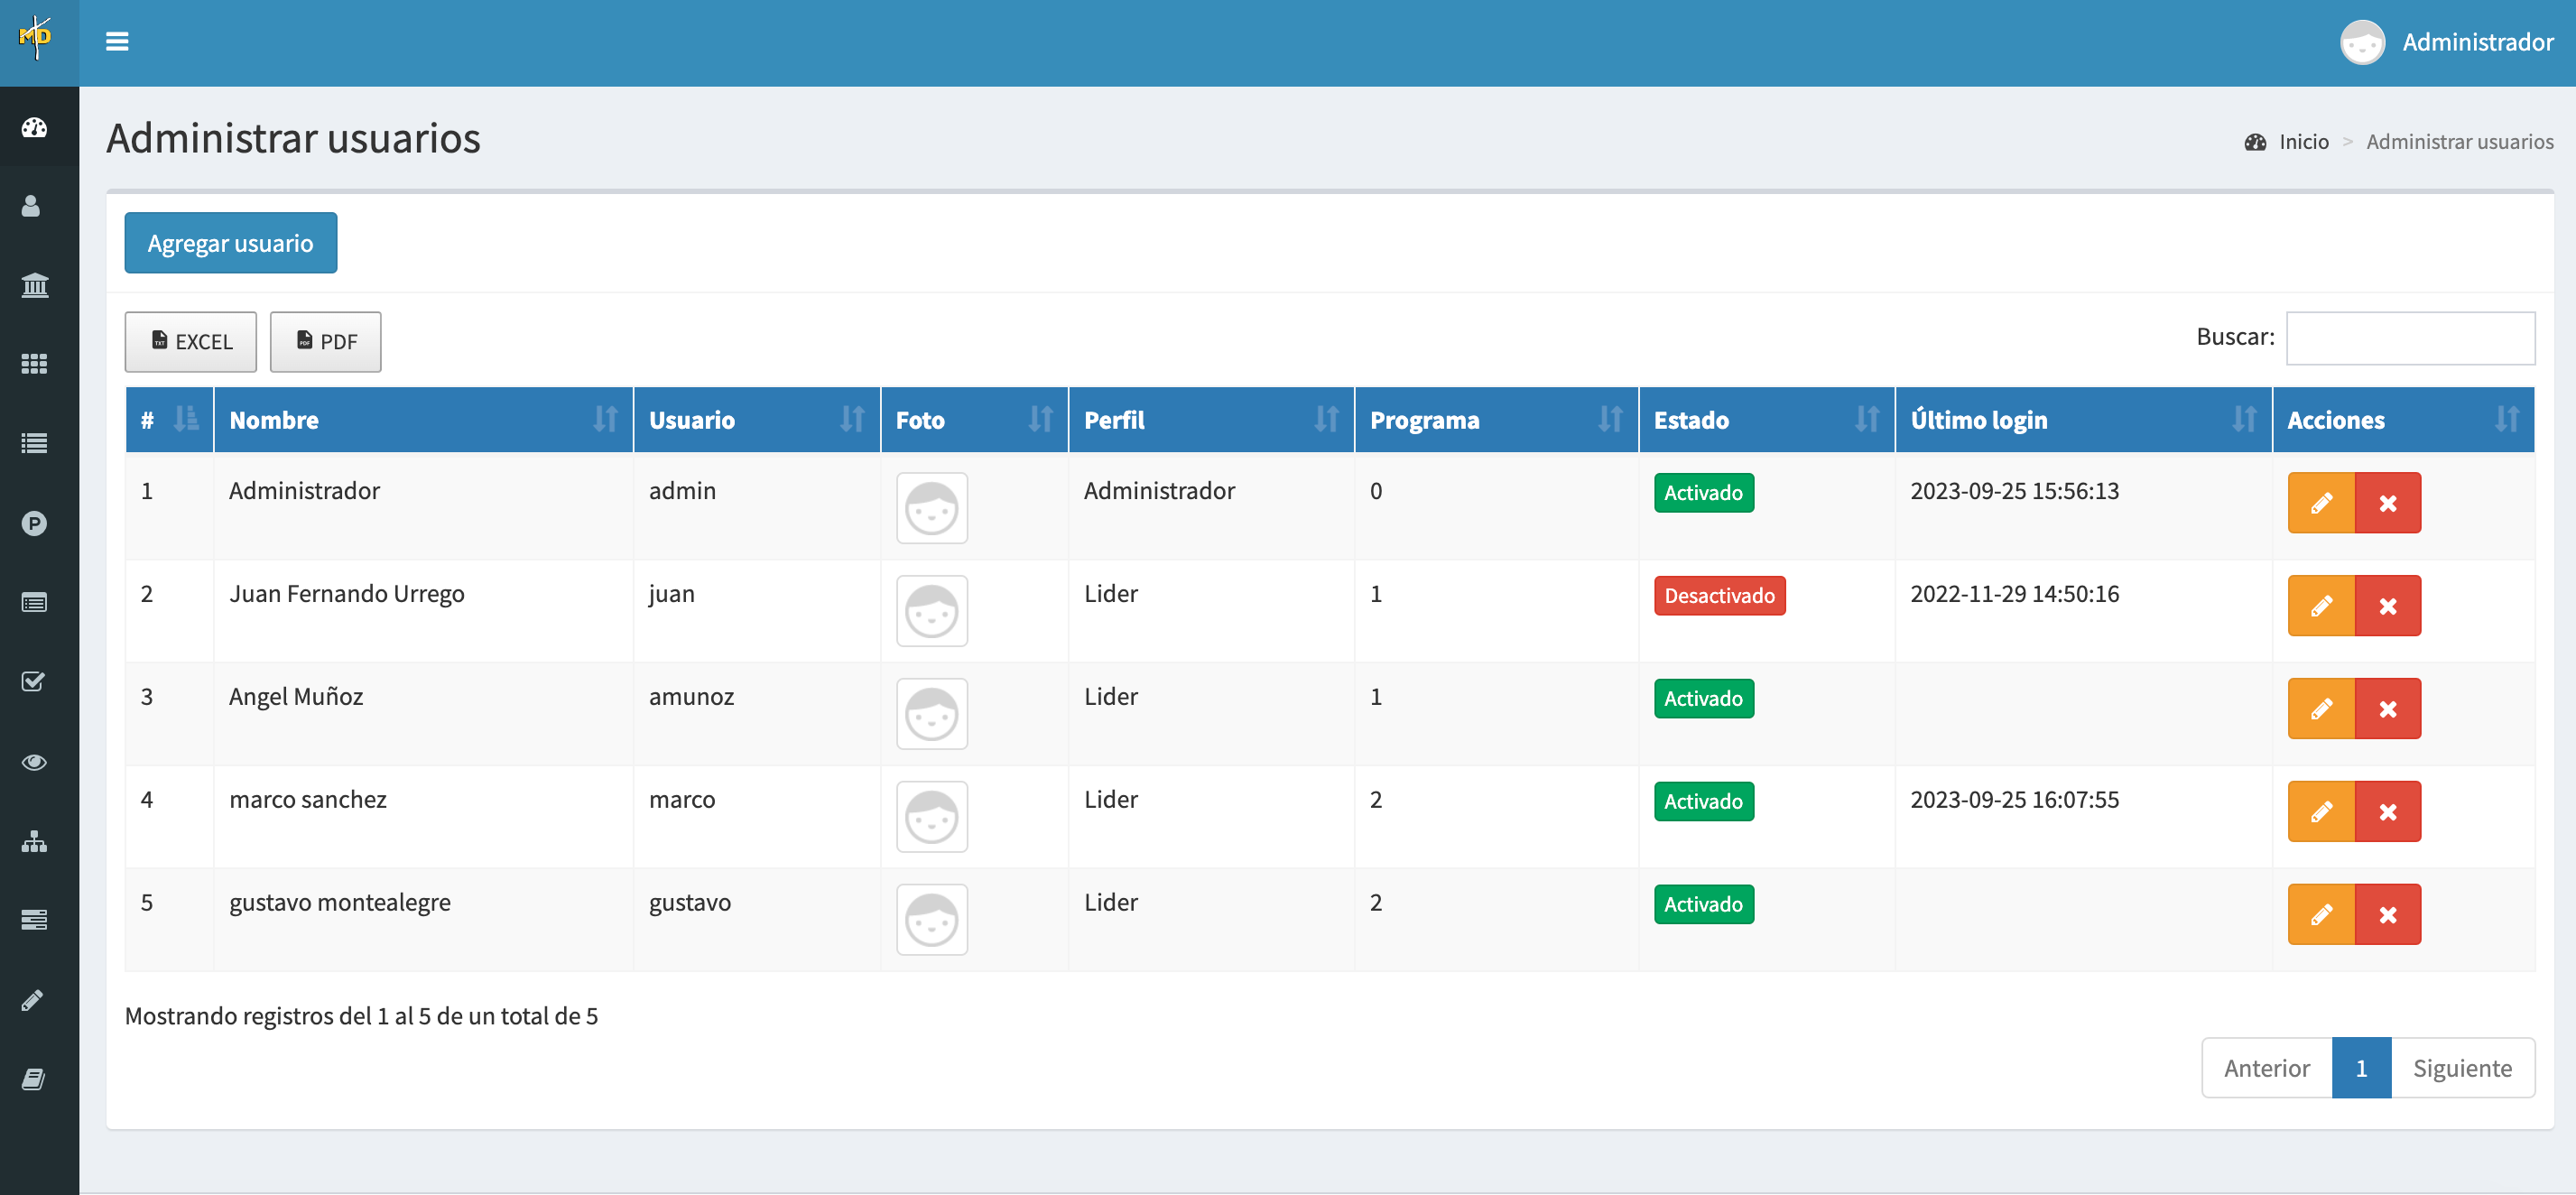 MD
Administrador
Administrar usuarios
Inicio > Administrar usuarios
Agregar usuario
EXCEL PDF
Buscar:
# Nombre Usuario Foto Perfil Programa Estado Último login Acciones
1 Administrador admin Administrador 0 Activado 2023-09-25 15:56:13
2 Juan Fernando Urrego juan Lider 1 Desactivado 2022-11-29 14:50:16
3 Angel Muñoz amunoz Lider 1 Activado
4 marco sanchez marco Lider 2 Activado 2023-09-25 16:07:55
5 gustavo montealegre gustavo Lider 2 Activado
Mostrando registros del 1 al 5 de un total de 5
Anterior 1 Siguiente